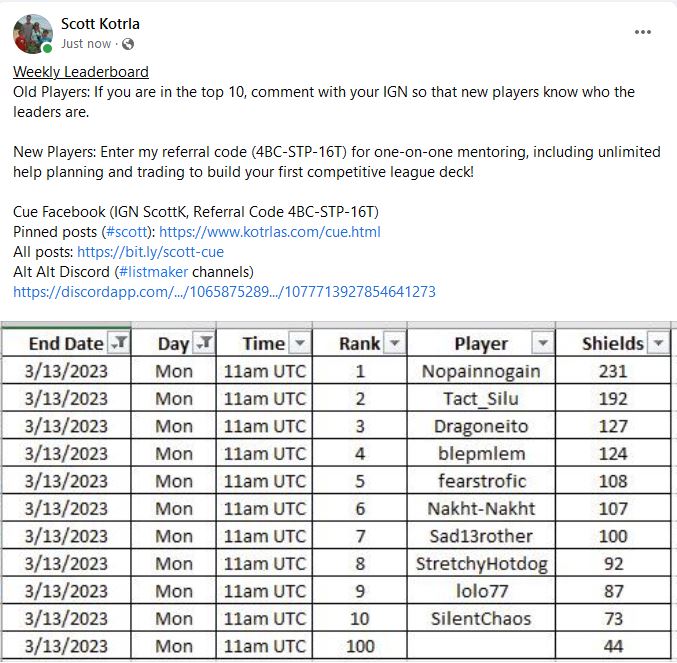 Scott Kotrla
Just now ·
Weekly Leaderboard
Old Players: If you are in the top 10, comment with your IGN so that new players know who the
leaders are.
New Players: Enter my referral code (4BC-STP-16T) for one-on-one mentoring, including unlimited
help planning and trading to build your first competitive league deck!
Cue Facebook (IGN ScottK, Referral Code 4BC-STP-16T)
Pinned posts (#scott): https://www.kotrlas.com/cue.html
All posts: https://bit.ly/scott-cue
Alt Alt Discord (#listmaker channels)
https://discordapp.com/.../1065875289.../1077713927854641273
End Date Day Time Rank Player Shields
3/13/2023 Mon 11am UTC 1 Nopainnogain 231
3/13/2023 Mon 11am UTC 2 Tact_Silu 192
3/13/2023 Mon 11am UTC 3 Dragoneito 127
3/13/2023 Mon 11am UTC 4 blepmlem 124
3/13/2023 Mon 11am UTC 5 fearstrofic 108
3/13/2023 Mon 11am UTC 6 Nakht-Nakht 107
3/13/2023 Mon 11am UTC 7 Sad13rother 100
3/13/2023 Mon 11am UTC 8 StretchyHotdog 92
3/13/2023 Mon 11am UTC 9 lolo77 87
3/13/2023 Mon 11am UTC 10 SilentChaos 73
3/13/2023 Mon 11am UTC 100 44